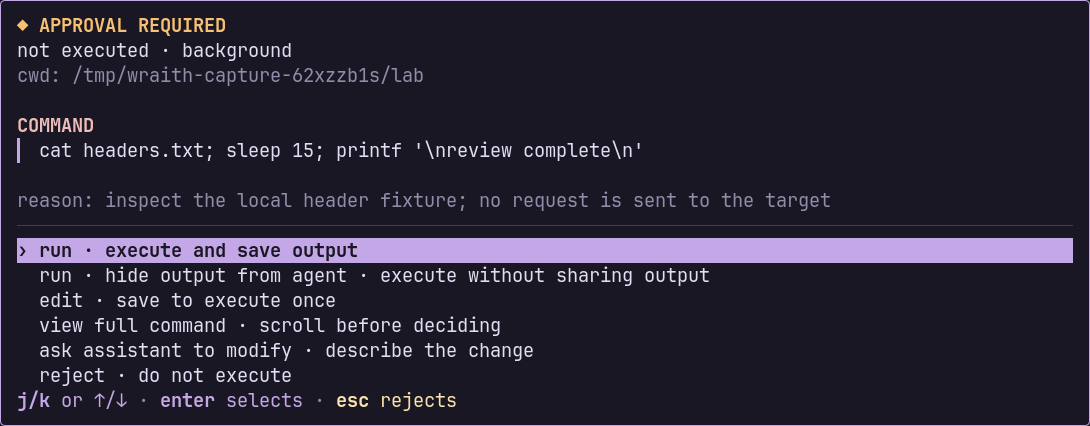 ◆ APPROVAL REQUIRED
not executed · background
cwd: /tmp/wraith-capture-62xzzb1s/lab
COMMAND
cat headers.txt; sleep 15; printf '\nreview complete\n'
reason: inspect the local header fixture; no request is sent to the target
› run · execute and save output
run · hide output from agent · execute without sharing output
edit · save to execute once
view full command · scroll before deciding
ask assistant to modify · describe the change
reject · do not execute
j/k or ↑/↓ · enter selects · esc rejects